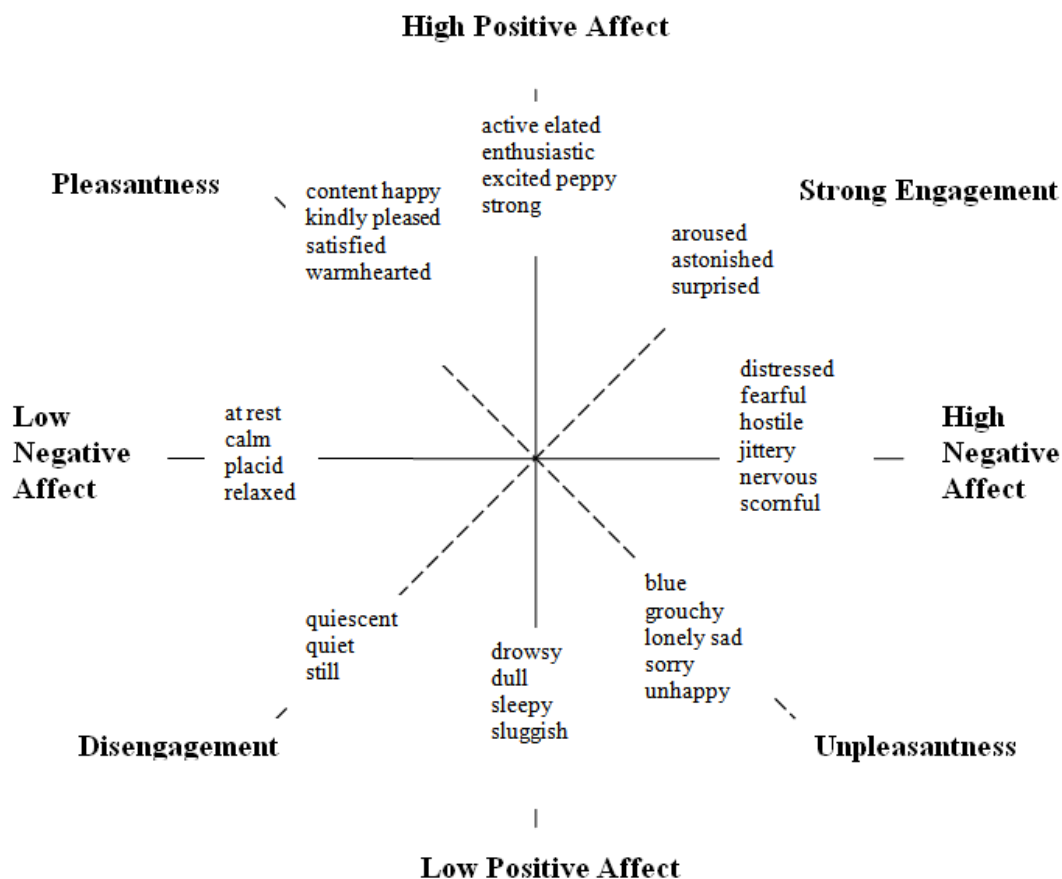 High Positive Affect
active elated
enthusiastic
excited peppy
strong
Pleasantness
content happy
kindly pleased
satisfied
warmhearted
Strong Engagement
aroused
astonished
surprised
Low
Negative
Affect
at rest
calm
placid
relaxed
distressed
fearful
hostile
jittery
nervous
scornful
High
Negative
Affect
quiescent
quiet
still
Disengagement
drowsy
dull
sleepy
sluggish
blue
grouchy
lonely sad
sorry
unhappy
Unpleasantness
Low Positive Affect